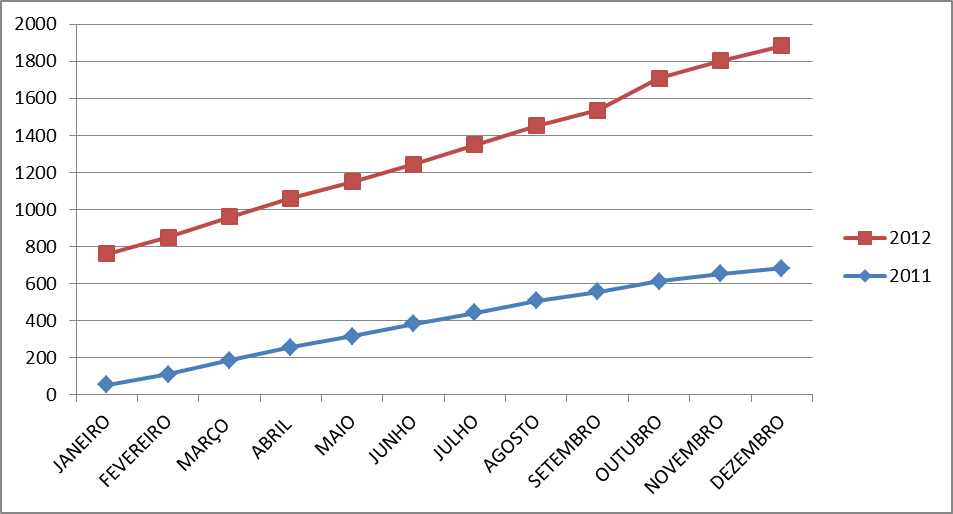 2000
1800
1600
1400
1200
1000
800
600
400
200
0
JANEIRO
FEVEREIRO
MARÇO
ABRIL
MAIO
JUNHO
JULHO
AGOSTO
SETEMBRO
OUTUBRO
NOVEMBRO
DEZEMBRO
2012
2011